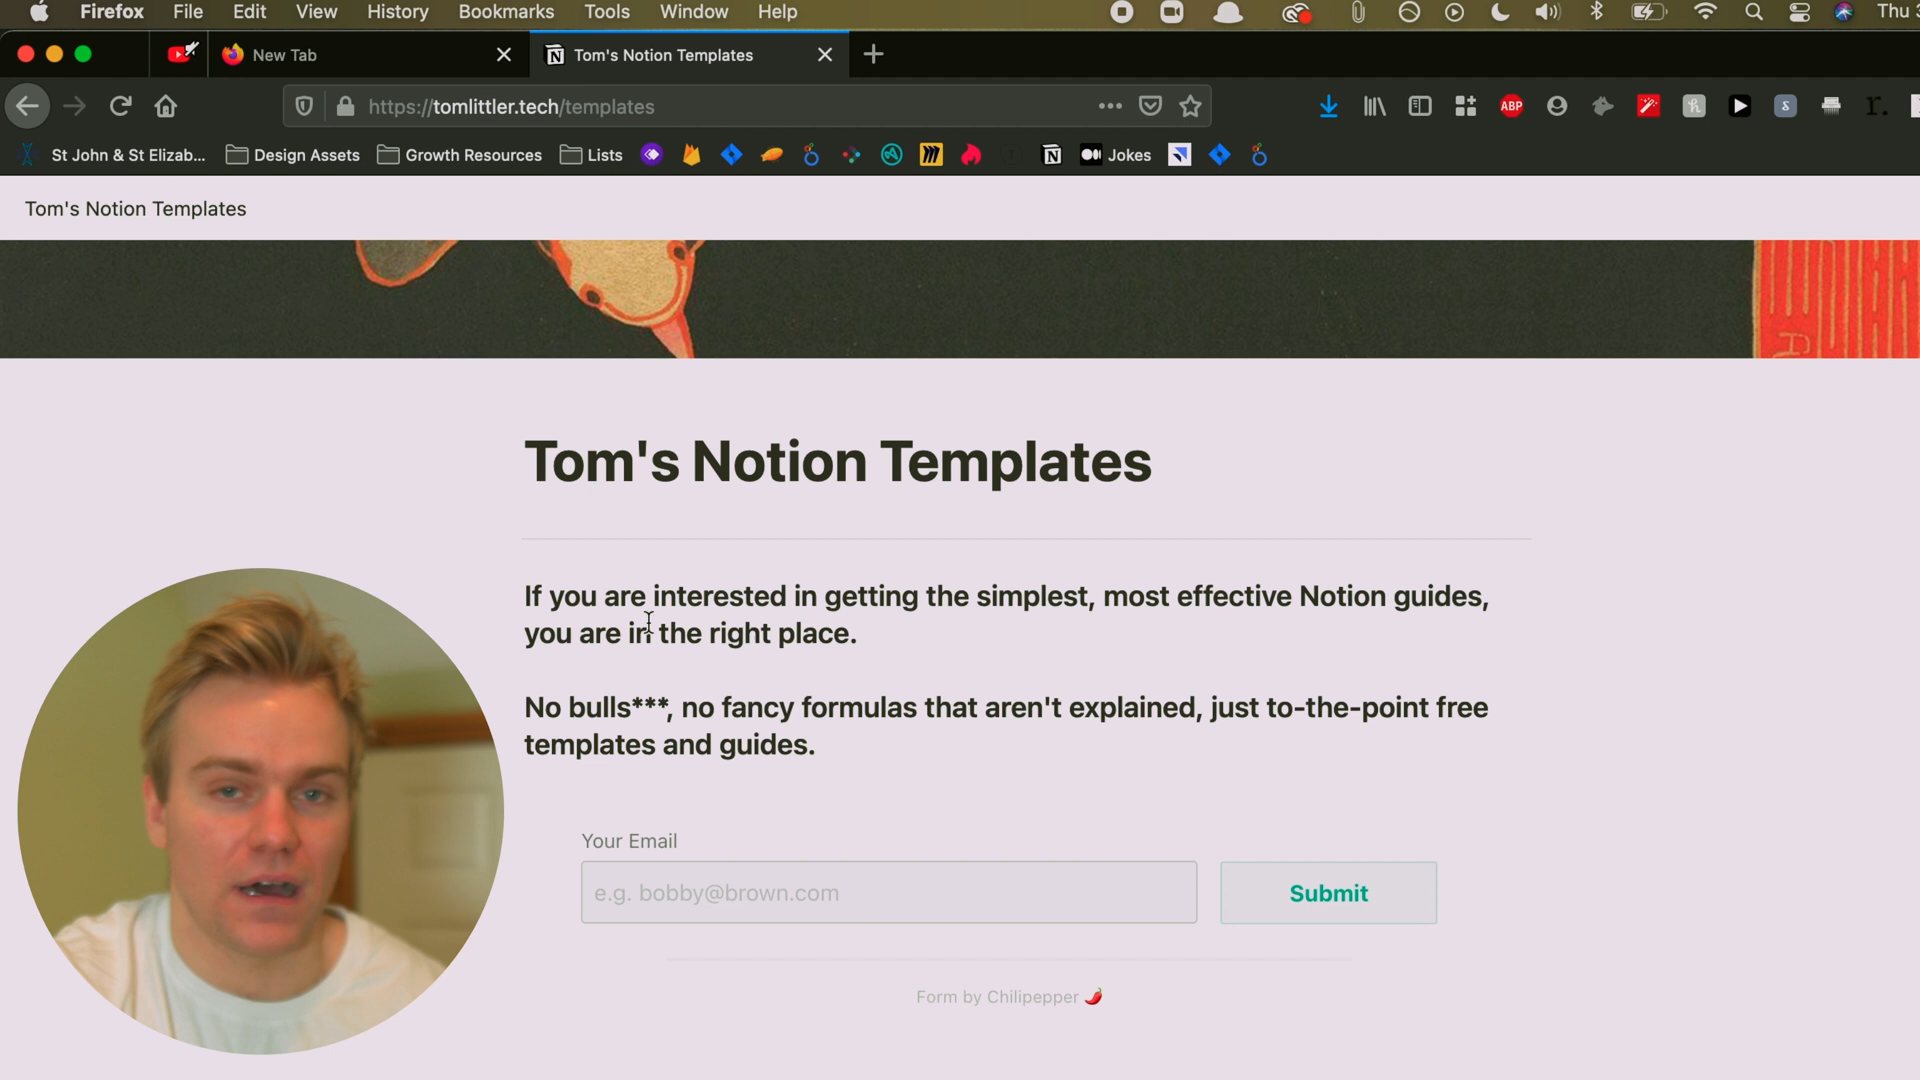 Firefox File Edit View History Bookmarks Tools Window Help Thu
New Tab Tom's Notion Templates
https://tomlittler.tech/templates ABP
St John & St Elizab... Design Assets Growth Resources Lists Jokes
Tom's Notion Templates
Tom's Notion Templates
If you are interested in getting the simplest, most effective Notion guides,
you are in the right place.
No bulls***, no fancy formulas that aren't explained, just to-the-point free
templates and guides.
Your Email
e.g. bobby@brown.com
Submit
Form by Chilipepper 🌶️